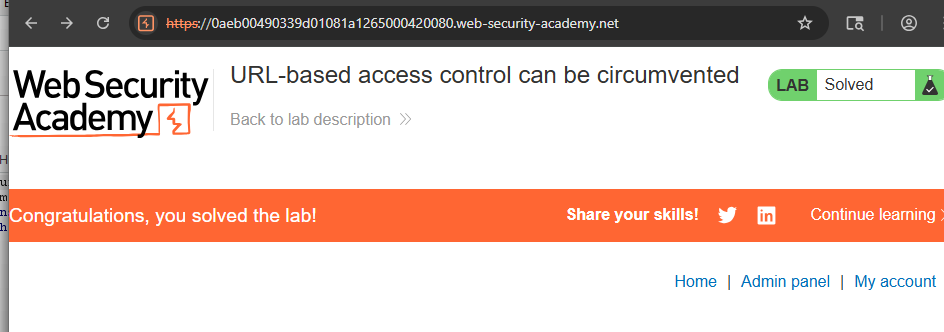 https://0aeb00490339d01081a1265000420080.web-security-academy.net
Web Security
Academy
URL-based access control can be circumvented
LAB Solved
Back to lab description
Congratulations, you solved the lab!
Share your skills!
Continue learning
Home | Admin panel | My account